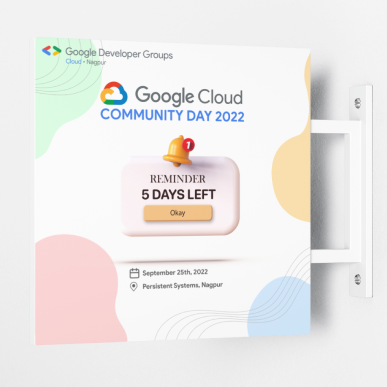 Google Developer Groups
Cloud • Nagpur
Google Cloud
COMMUNITY DAY 2022
1
REMINDER
5 DAYS LEFT
Okay
September 25th, 2022
Persistent Systems, Nagpur